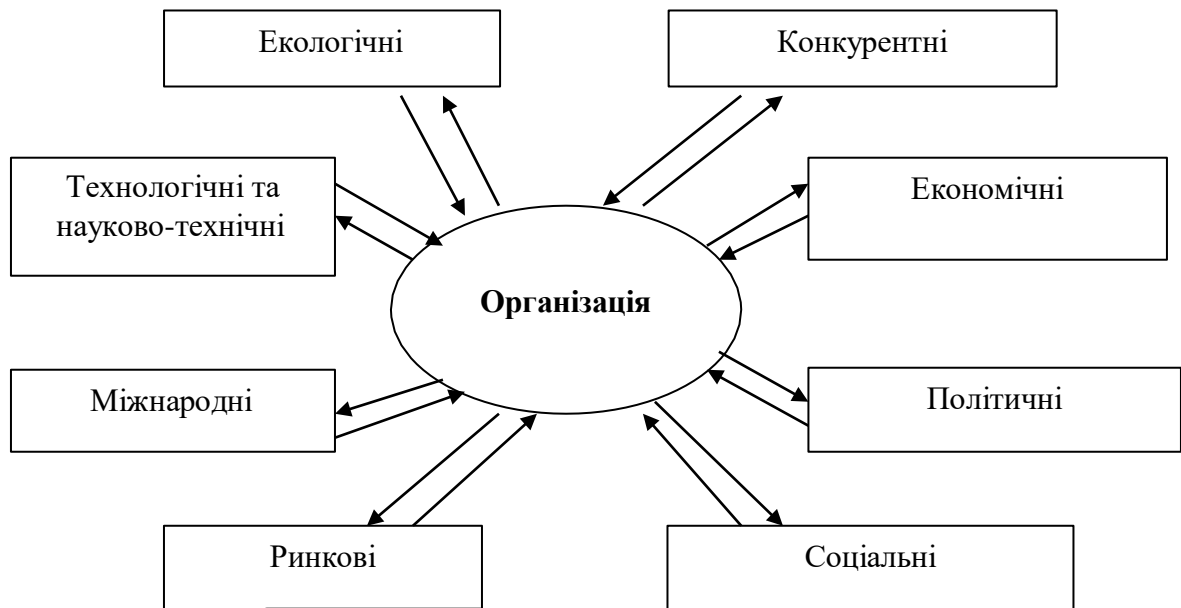 Екологічні
Конкурентні
Технологічні та
науково-технічні
Економічні
Організація
Міжнародні
Політичні
Ринкові
Соціальні